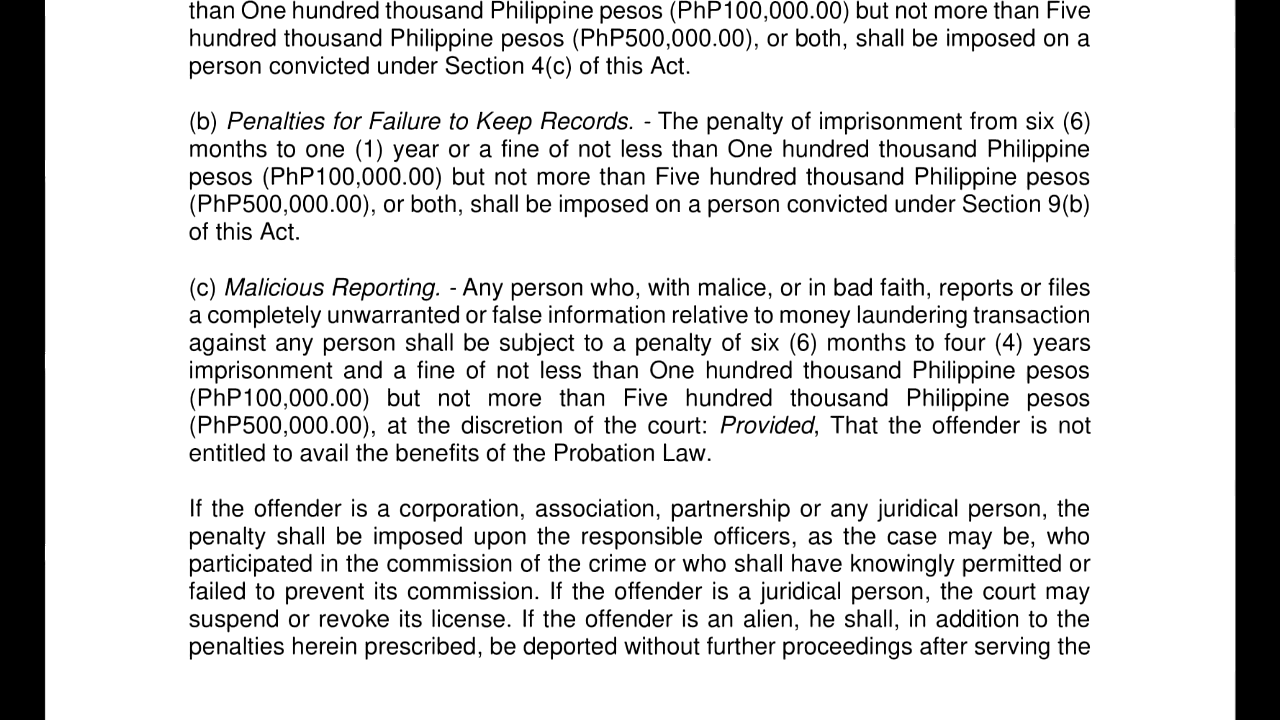 than One hundred thousand Philippine pesos (PhP100,000.00) but not more than Five
hundred thousand Philippine pesos (PhP500,000.00), or both, shall be imposed on a
person convicted under Section 4(c) of this Act.
(b) Penalties for Failure to Keep Records. - The penalty of imprisonment from six (6)
months to one (1) year or a fine of not less than One hundred thousand Philippine
pesos (PhP100,000.00) but not more than Five hundred thousand Philippine pesos
(PhP500,000.00), or both, shall be imposed on a person convicted under Section 9(b)
of this Act.
(c) Malicious Reporting. - Any person who, with malice, or in bad faith, reports or files
a completely unwarranted or false information relative to money laundering transaction
against any person shall be subject to a penalty of six (6) months to four (4) years
imprisonment and a fine of not less than One hundred thousand Philippine pesos
(PhP100,000.00) but not more than Five hundred thousand Philippine pesos
(PhP500,000.00), at the discretion of the court: Provided, That the offender is not
entitled to avail the benefits of the Probation Law.
If the offender is a corporation, association, partnership or any juridical person, the
penalty shall be imposed upon the responsible officers, as the case may be, who
participated in the commission of the crime or who shall have knowingly permitted or
failed to prevent its commission. If the offender is a juridical person, the court may
suspend or revoke its license. If the offender is an alien, he shall, in addition to the
penalties herein prescribed, be deported without further proceedings after serving the